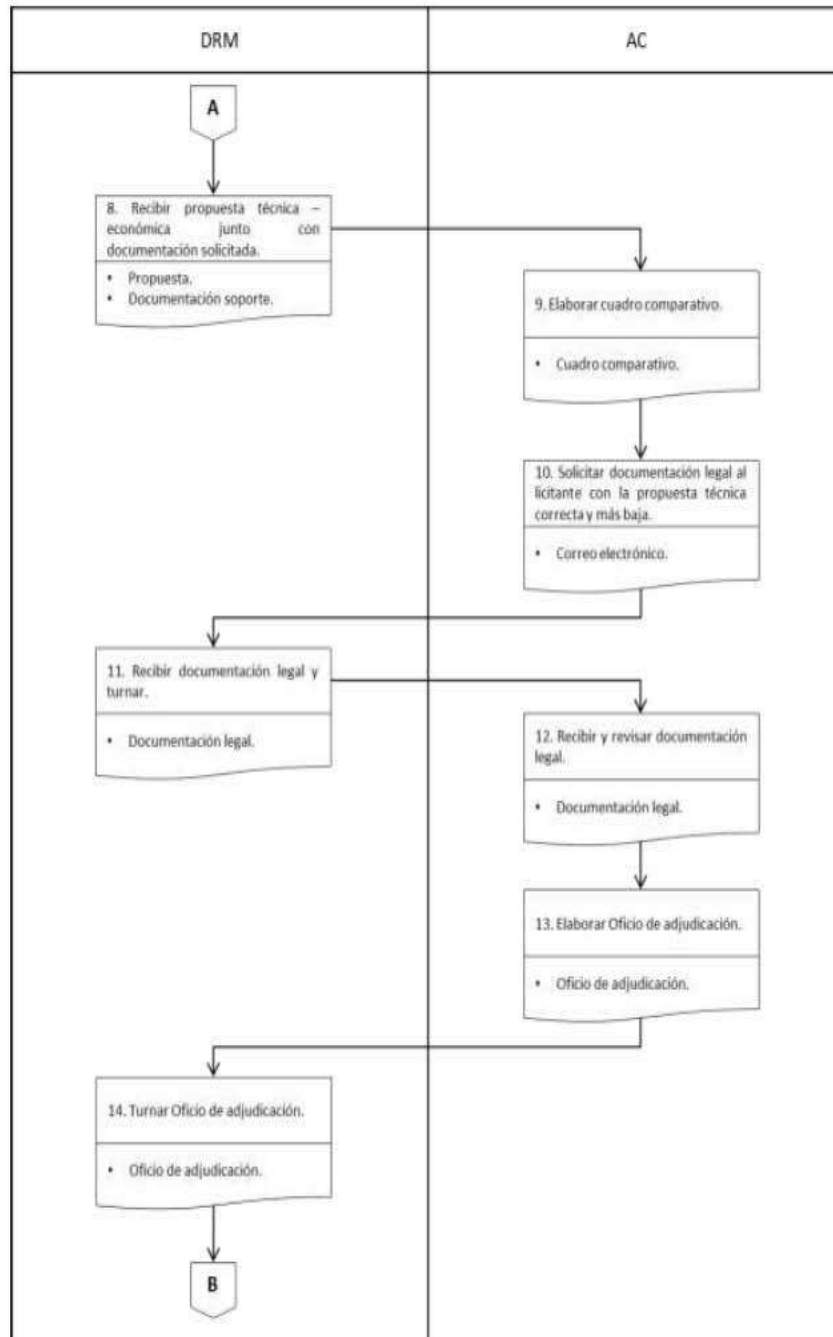 DRM
AC
A
8. Recibir propuesta técnica –
económica junto con
documentación solicitada.
• Propuesta.
• Documentación soporte.
9. Elaborar cuadro comparativo.
• Cuadro comparativo.
10. Solicitar documentación legal al
licitante con la propuesta técnica
correcta y más baja.
• Correo electrónico.
11. Recibir documentación legal y
turnar.
• Documentación legal.
12. Recibir y revisar documentación
legal.
• Documentación legal.
13. Elaborar Oficio de adjudicación.
• Oficio de adjudicación.
14. Turnar Oficio de adjudicación.
• Oficio de adjudicación.
B